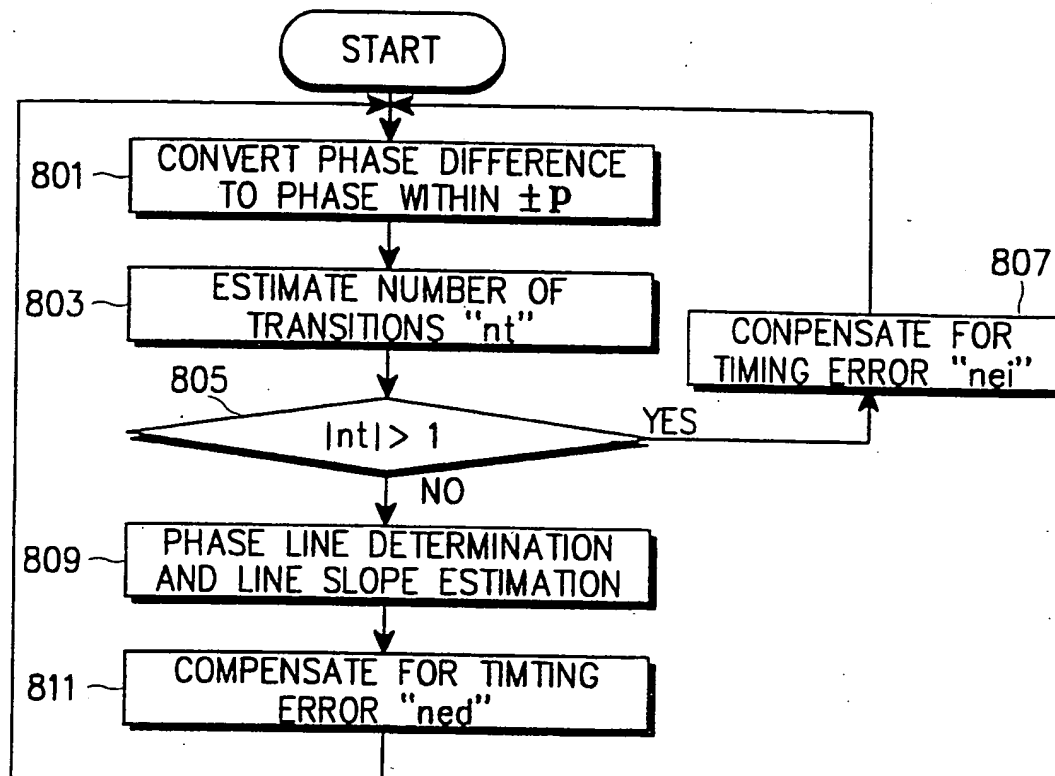 START
801
CONVERT PHASE DIFFERENCE
TO PHASE WITHIN ±p
803
ESTIMATE NUMBER OF
TRANSITIONS "nt"
807
CONPENSATE FOR
TIMING ERROR "nei"
805
|nt| > 1
YES
NO
809
PHASE LINE DETERMINATION
AND LINE SLOPE ESTIMATION
811
COMPENSATE FOR TIMTING
ERROR "ned"